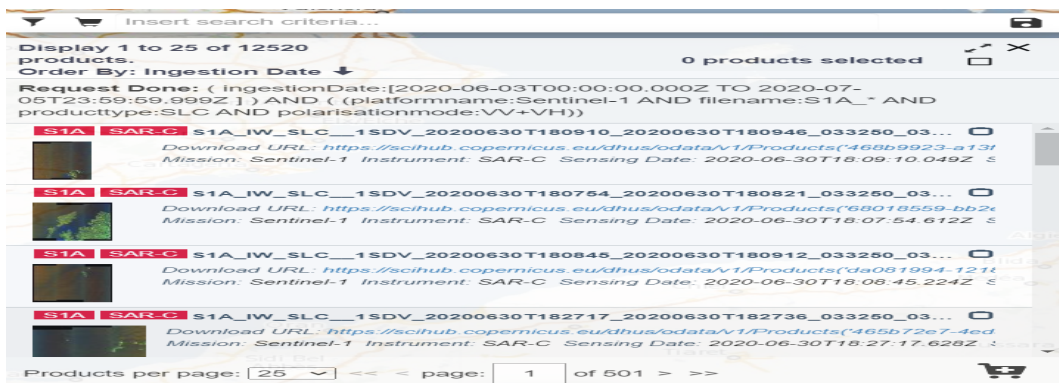 Insert search criteria...
Display 1 to 25 of 12520
products.
0 products selected
Order By: Ingestion Date
Request Done: ( ingestionDate:[2020-06-03T00:00:00.000Z TO 2020-07-
05T23:59:59.999Z ] ) AND ( (platformname:Sentinel-1 AND filename:S1A_* AND
producttype:SLC AND polarisationmode:VV+VH))
S1A SAR-C S1A_IW_SLC__1SDV_20200630T180910_20200630T180946_033250_03...
Download URL: https://scihub.copernicus.eu/dhus/odata/v1/Products('468b9923-a13f
Mission: Sentinel-1 Instrument: SAR-C Sensing Date: 2020-06-30T18:09:10.049Z S
S1A SAR-C S1A_IW_SLC__1SDV_20200630T180754_20200630T180821_033250_03...
Download URL: https://scihub.copernicus.eu/dhus/odata/v1/Products('68018559-bb2e
Mission: Sentinel-1 Instrument: SAR-C Sensing Date: 2020-06-30T18:07:54.612Z S
S1A SAR-C S1A_IW_SLC__1SDV_20200630T180845_20200630T180912_033250_03...
Download URL: https://scihub.copernicus.eu/dhus/odata/v1/Products('da081994-121
Mission: Sentinel-1 Instrument: SAR-C Sensing Date: 2020-06-30T18:08:45.224Z S
S1A SAR-C S1A_IW_SLC__1SDV_20200630T182717_20200630T182736_033250_03...
Download URL: https://scihub.copernicus.eu/dhus/odata/v1/Products('465b72e7-4ed
Mission: Sentinel-1 Instrument: SAR-C Sensing Date: 2020-06-30T18:27:17.628Z
Sidi Bel
Tiaret
Products per page: 25 << < page: 1 of 501 > >>